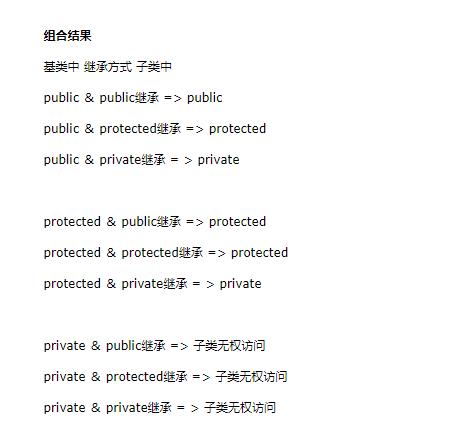 组合结果
基类中 继承方式 子类中
public & public继承 => public
public & protected继承 => protected
public & private继承 = > private
protected & public继承 => protected
protected & protected继承 => protected
protected & private继承 = > private
private & public继承 => 子类无权访问
private & protected继承 => 子类无权访问
private & private继承 = > 子类无权访问